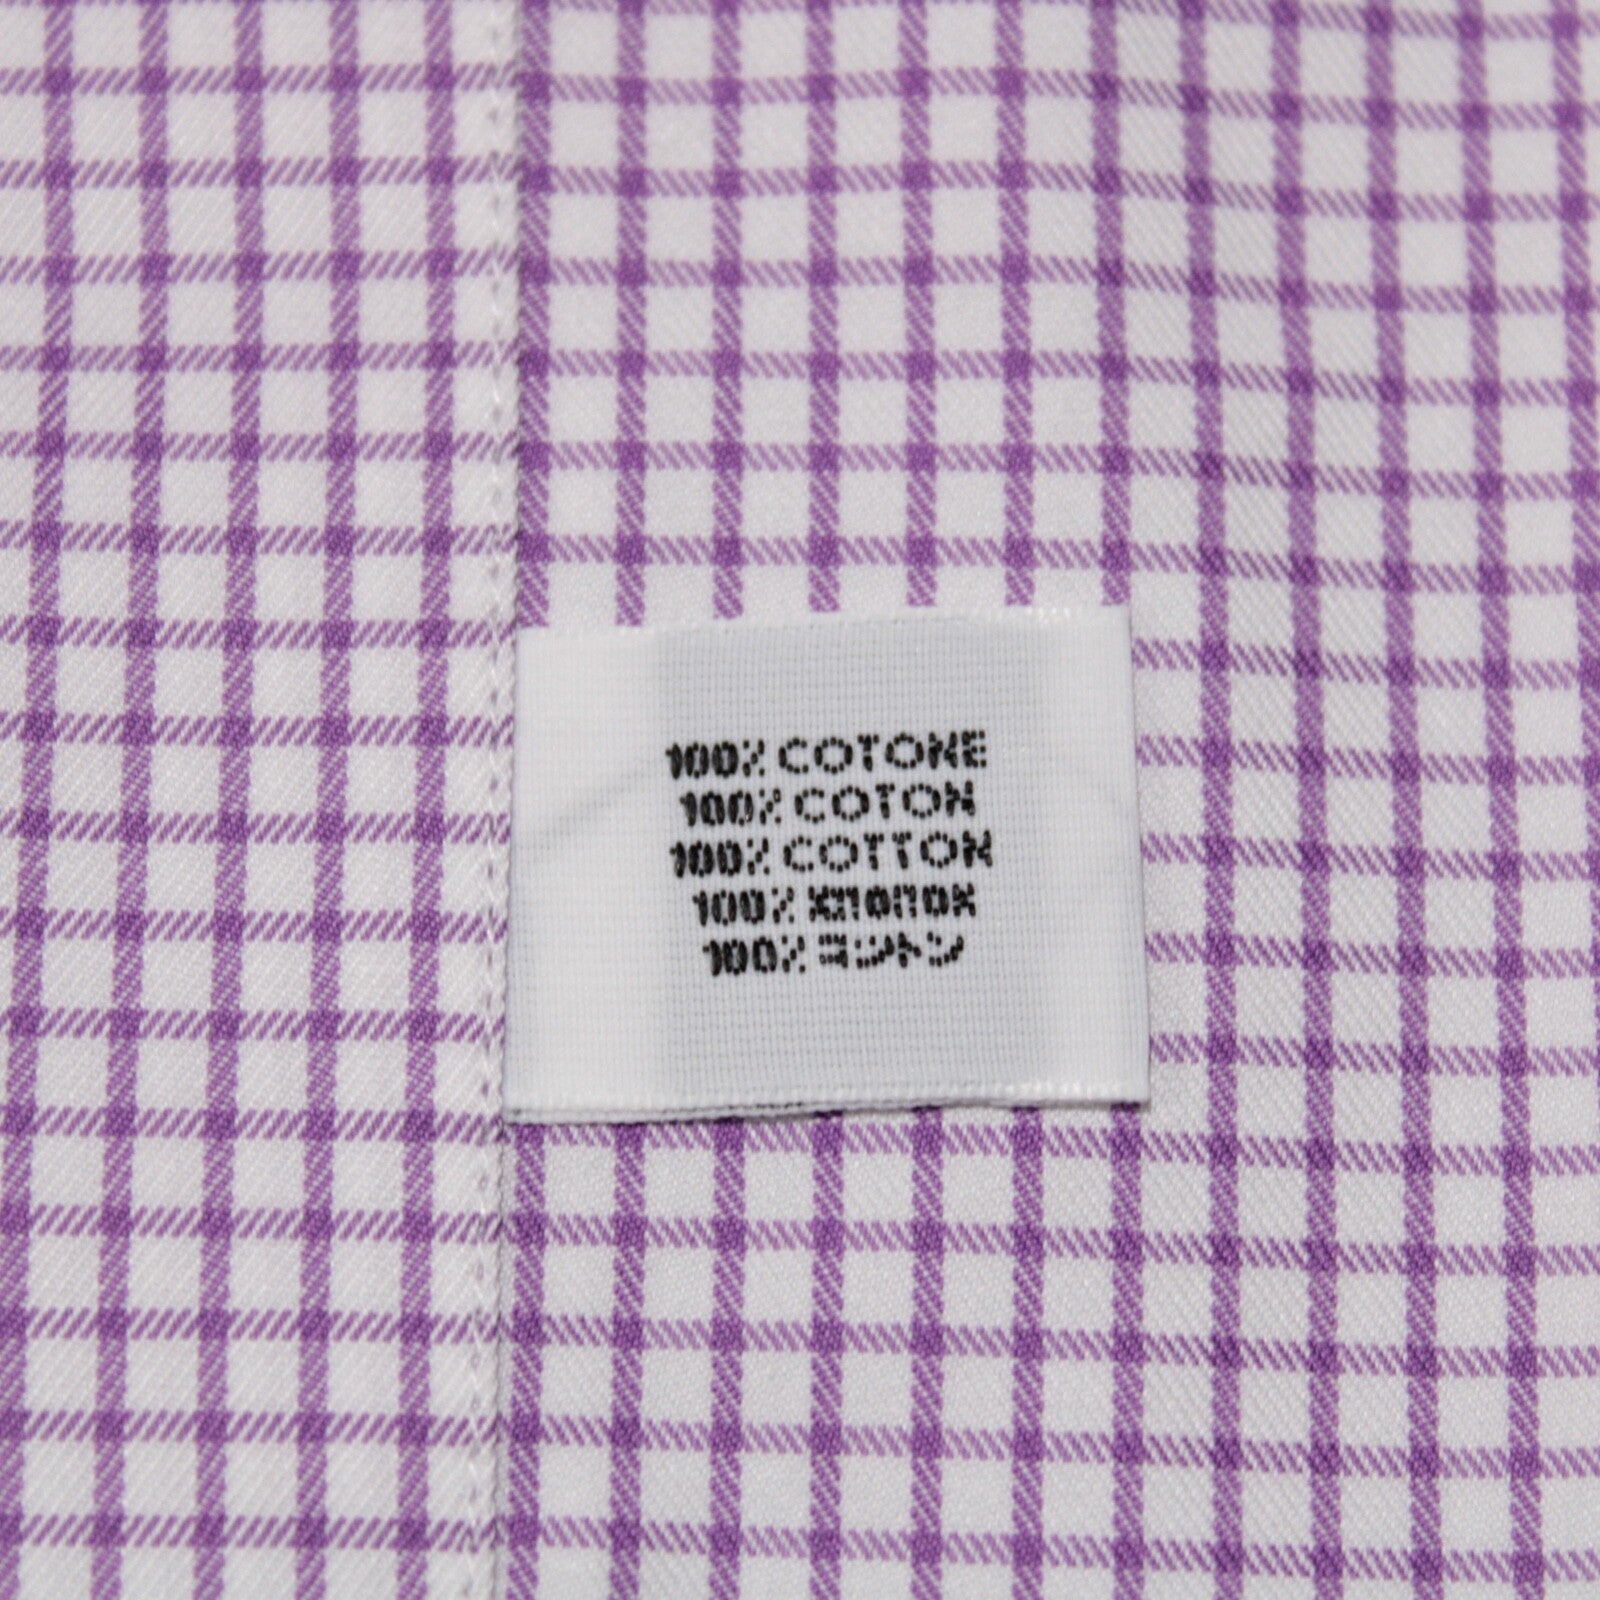 100% COTONE
100% COTON
100% COTTON
100% хлопок
100% コットン